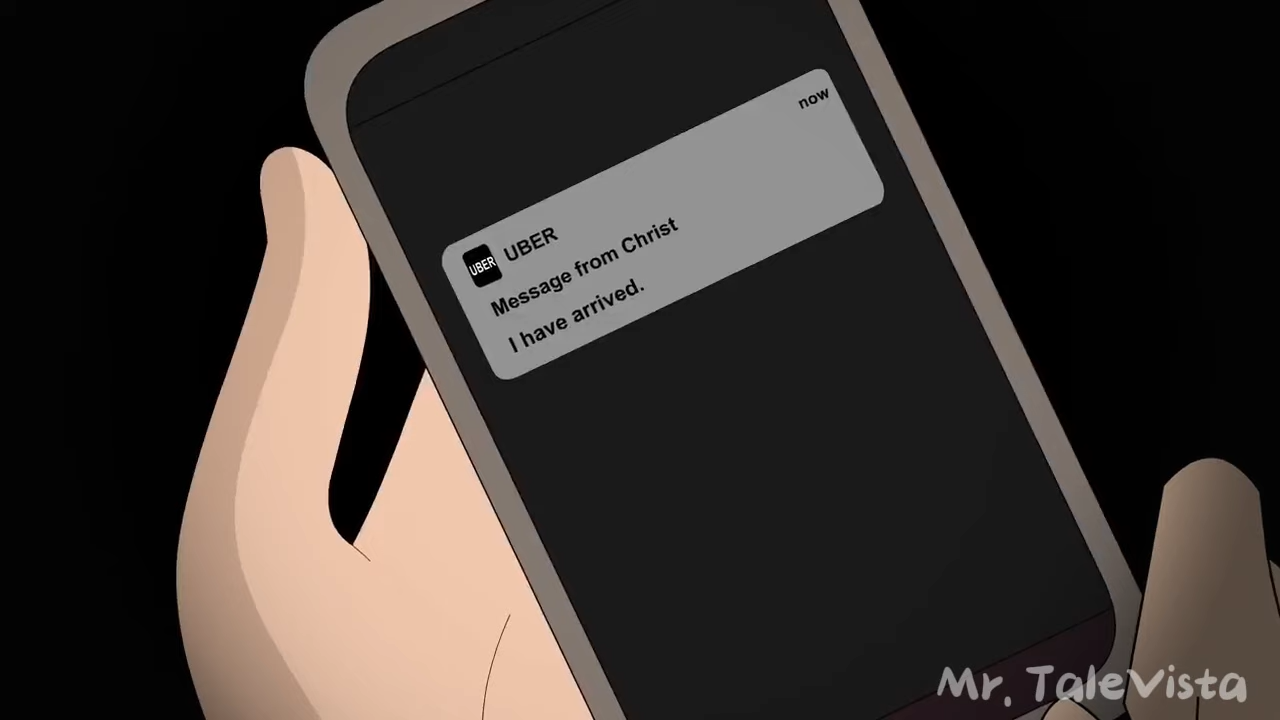 now
UBER UBER
Message from Christ
I have arrived.
Mr. TaleVista